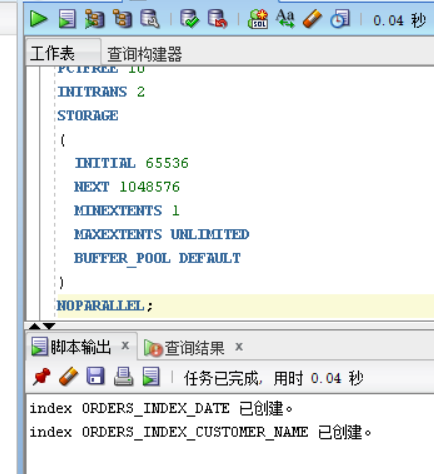 0.04 秒
工作表 查询构建器
PCTFREE 10
INITRANS 2
STORAGE
(
INITIAL 65536
NEXT 1048576
MINEXTENTS 1
MAXEXTENTS UNLIMITED
BUFFER_POOL DEFAULT
)
NOPARALLEL;
脚本输出 x 查询结果 x
任务已完成, 用时 0.04 秒
index ORDERS_INDEX_DATE 已创建。
index ORDERS_INDEX_CUSTOMER_NAME 已创建。